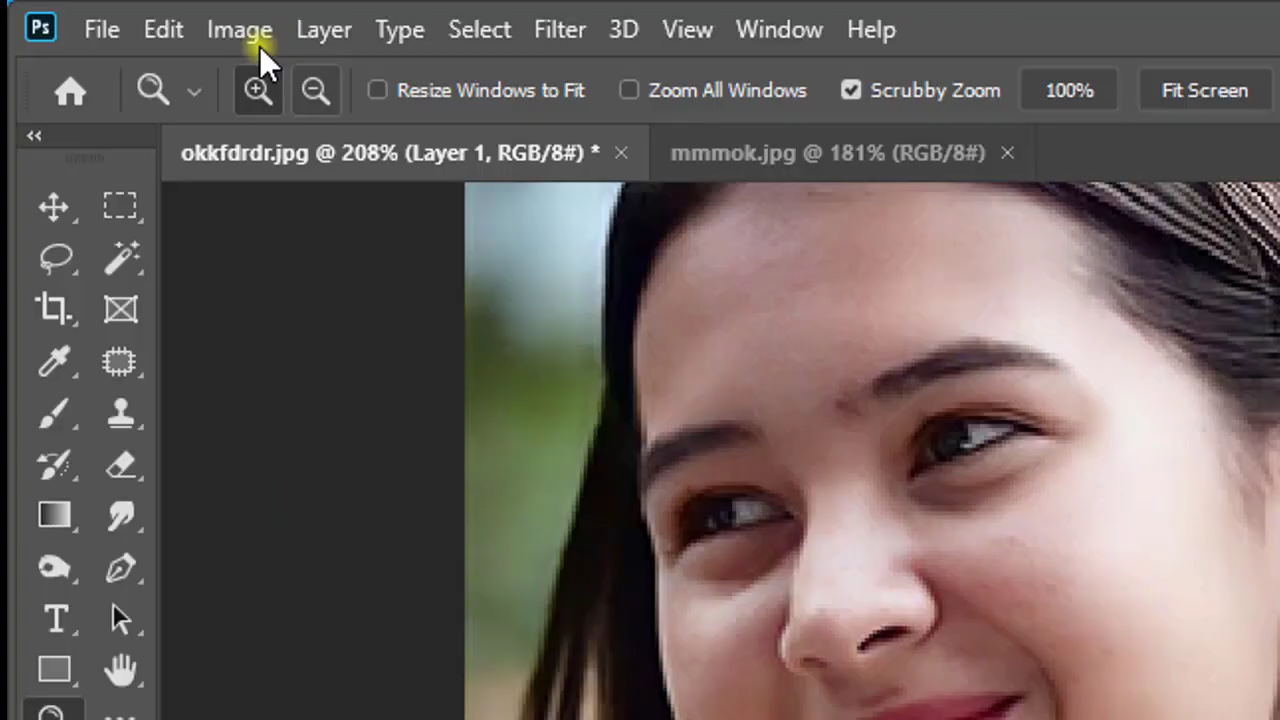 Ps File Edit Image Layer Type Select Filter 3D View Window Help
Resize Windows to Fit Zoom All Windows Scrubby Zoom 100% Fit Screen
okkfdrdr.jpg @ 208% (Layer 1, RGB/8#) * mmmok.jpg @ 181% (RGB/8#)